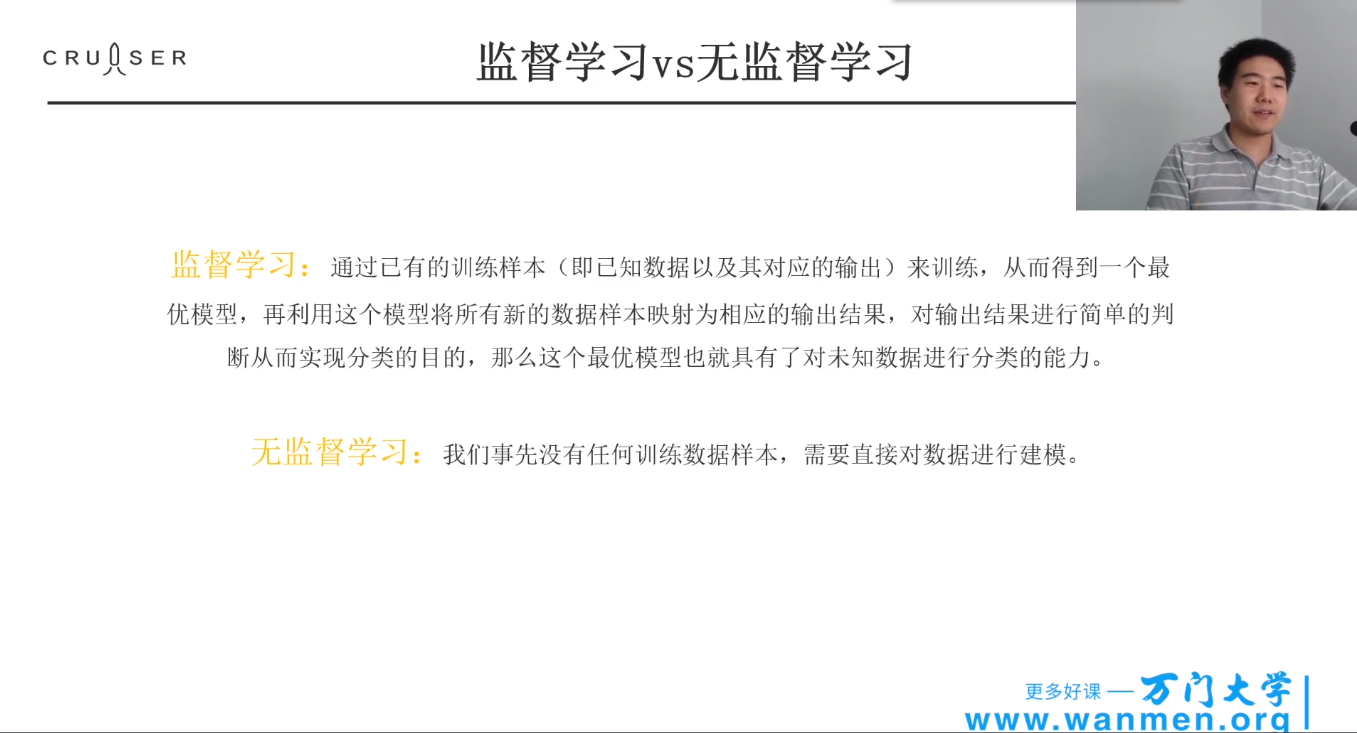 CRUISER
监督学习vs无监督学习
监督学习：通过已有的训练样本（即已知数据以及其对应的输出）来训练，从而得到一个最
优模型，再利用这个模型将所有新的数据样本映射为相应的输出结果，对输出结果进行简单的判
断从而实现分类的目的，那么这个最优模型也就具有了对未知数据进行分类的能力。
无监督学习：我们事先没有任何训练数据样本，需要直接对数据进行建模。
更多好课 — 万门大学
www.wanmen.org